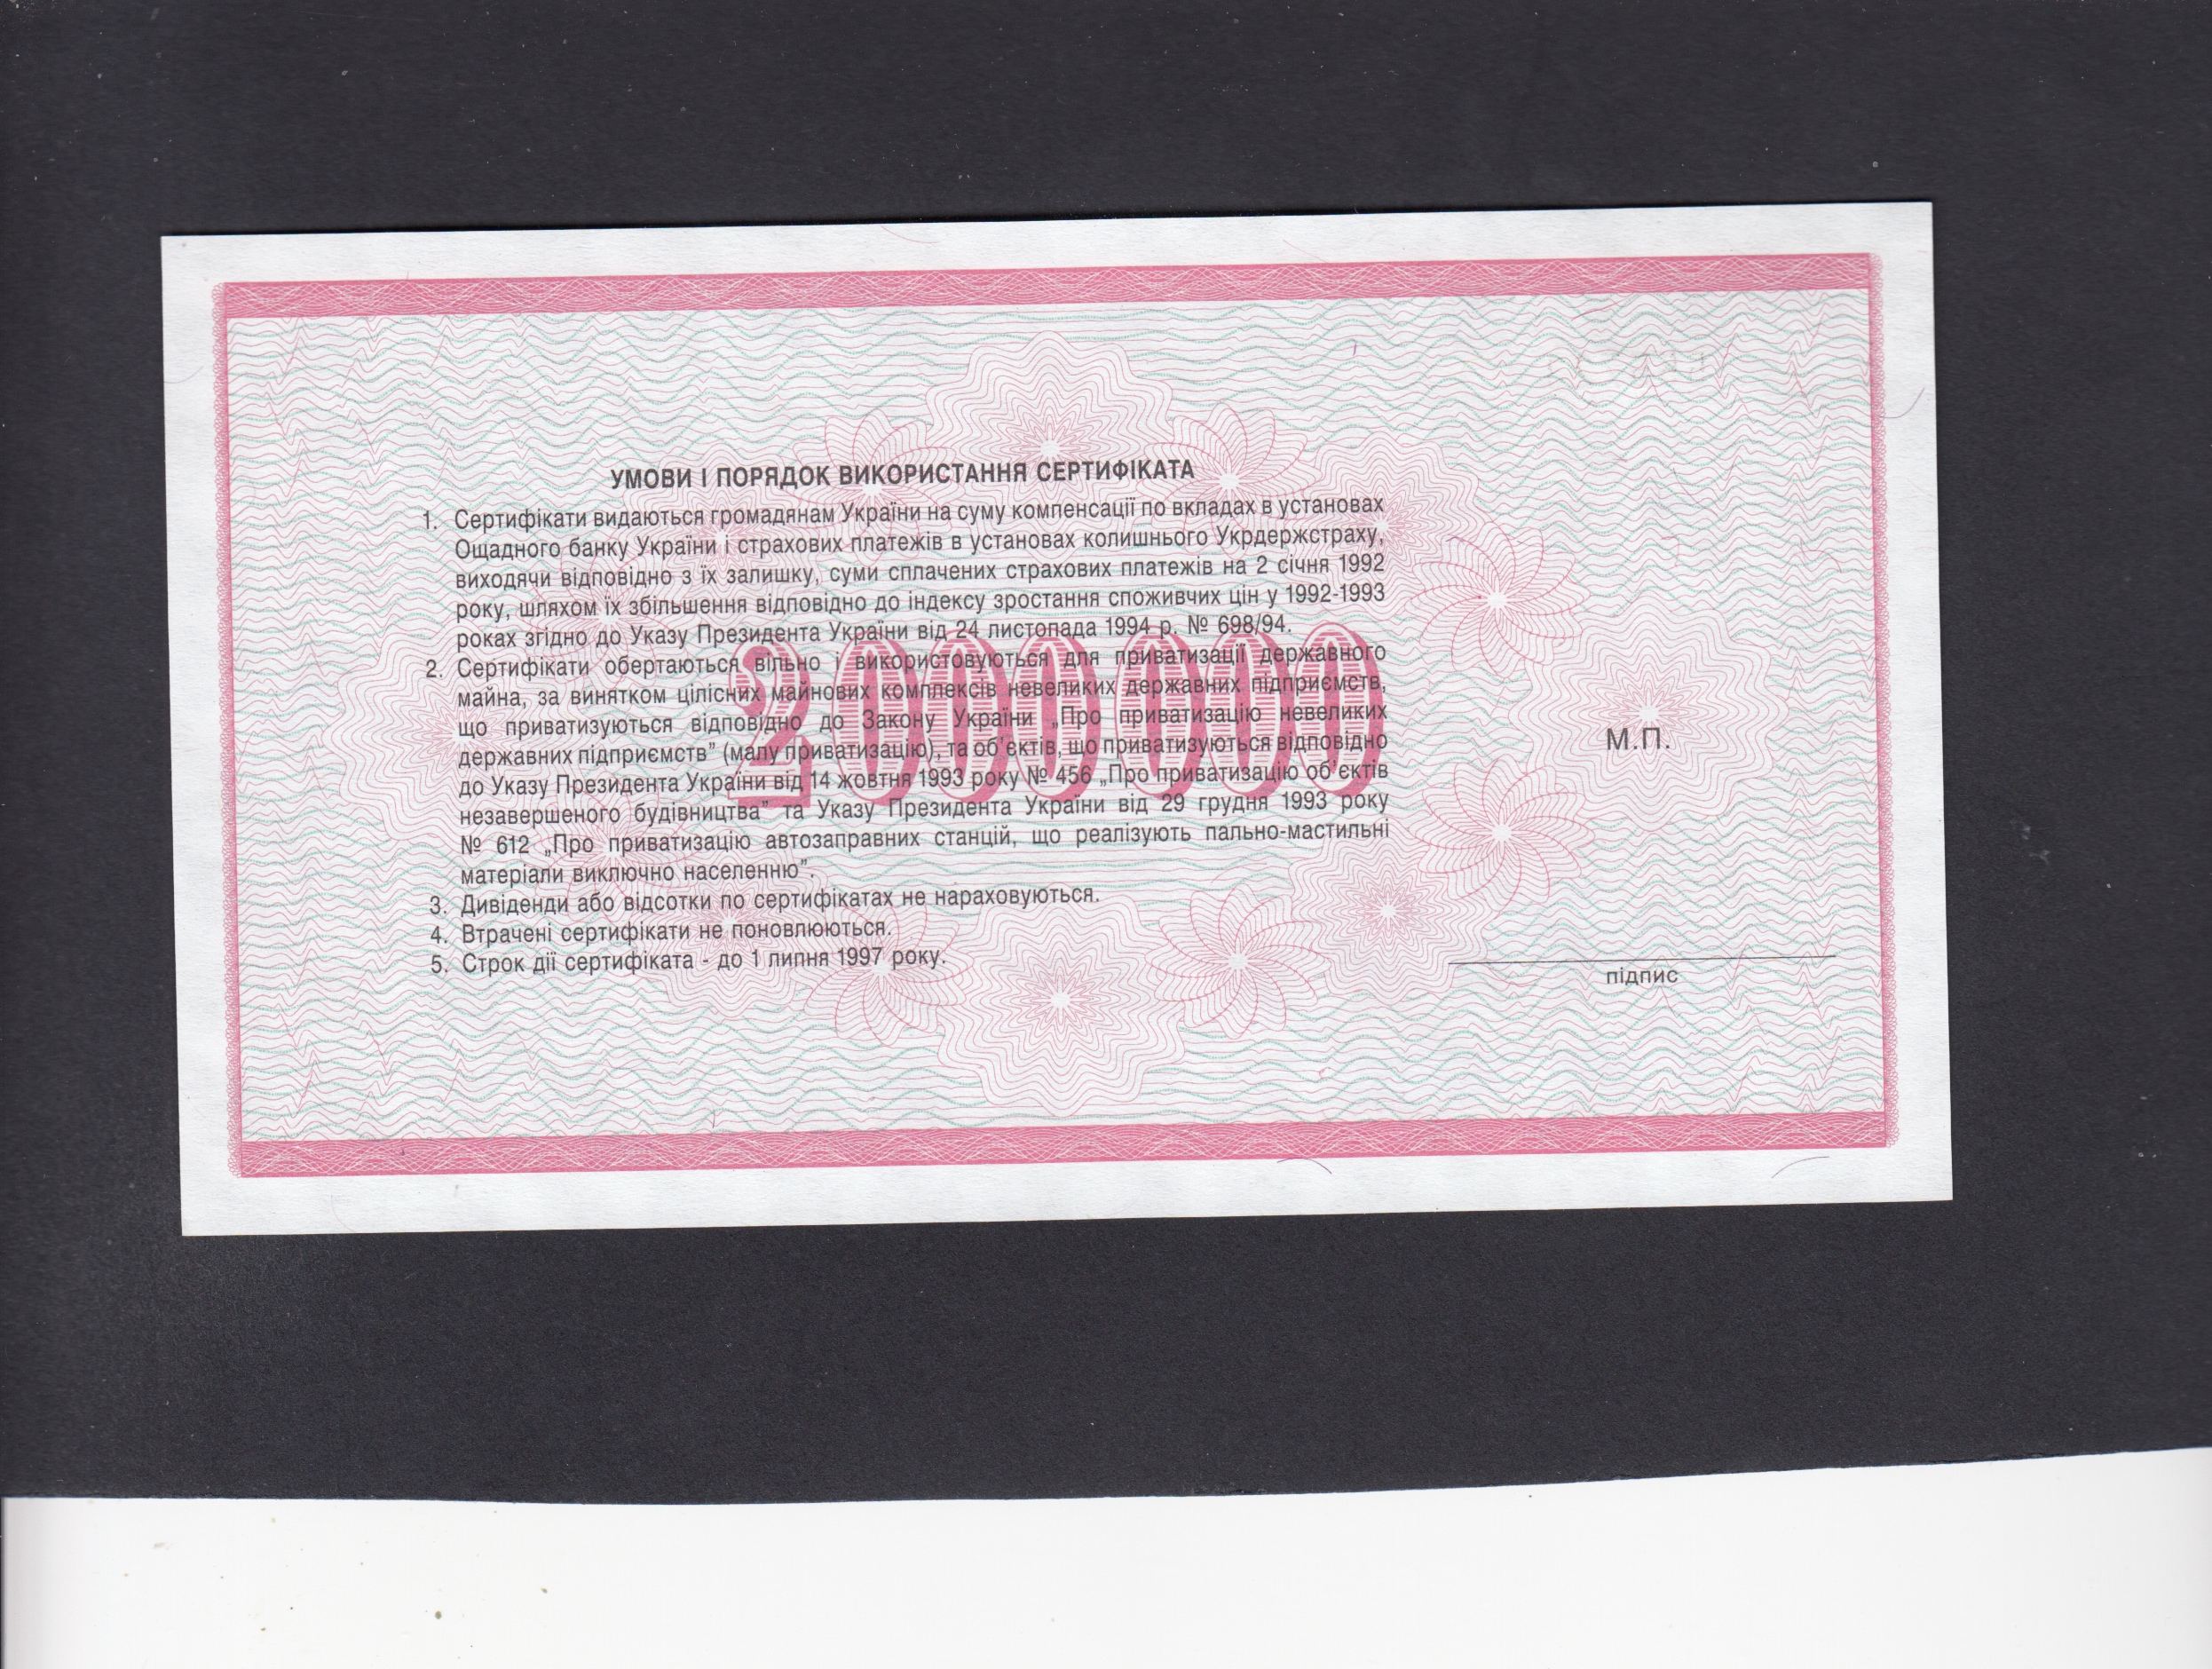 УМОВИ І ПОРЯДОК ВИКОРИСТАННЯ СЕРТИФІКАТА
1. Сертифікати видаються громадянам України на суму компенсації по вкладах в установах
Ощадного банку України і страхових платежів в установах колишнього Укрдержстраху,
виходячи відповідно з їх залишку, суми сплачених страхових платежів на 2 січня 1992
року, шляхом їх збільшення відповідно до індексу зростання споживчих цін у 1992-1993
роках згідно до Указу Президента України від 24 листопада 1994 р. № 698/94.
2. Сертифікати обертаються вільно і використовуються для приватизації державного
майна, за винятком цілісних майнових комплексів невеликих державних підприємств,
що приватизуються відповідно до Закону України „Про приватизацію невеликих
державних підприємств” (малу приватизацію), та об'єктів, що приватизуються відповідно
до Указу Президента України від 14 жовтня 1993 року № 456 „Про приватизацію об'єктів
незавершеного будівництва” та Указу Президента України від 29 грудня 1993 року
№ 612 „Про приватизацію автозаправних станцій, що реалізують пально-мастильні
матеріали виключно населенню”.
3. Дивіденди або відсотки по сертифікатах не нараховуються.
4. Втрачені сертифікати не поновлюються.
5. Строк дії сертифіката - до 1 липня 1997 року.
2000000
М.П.
підпис